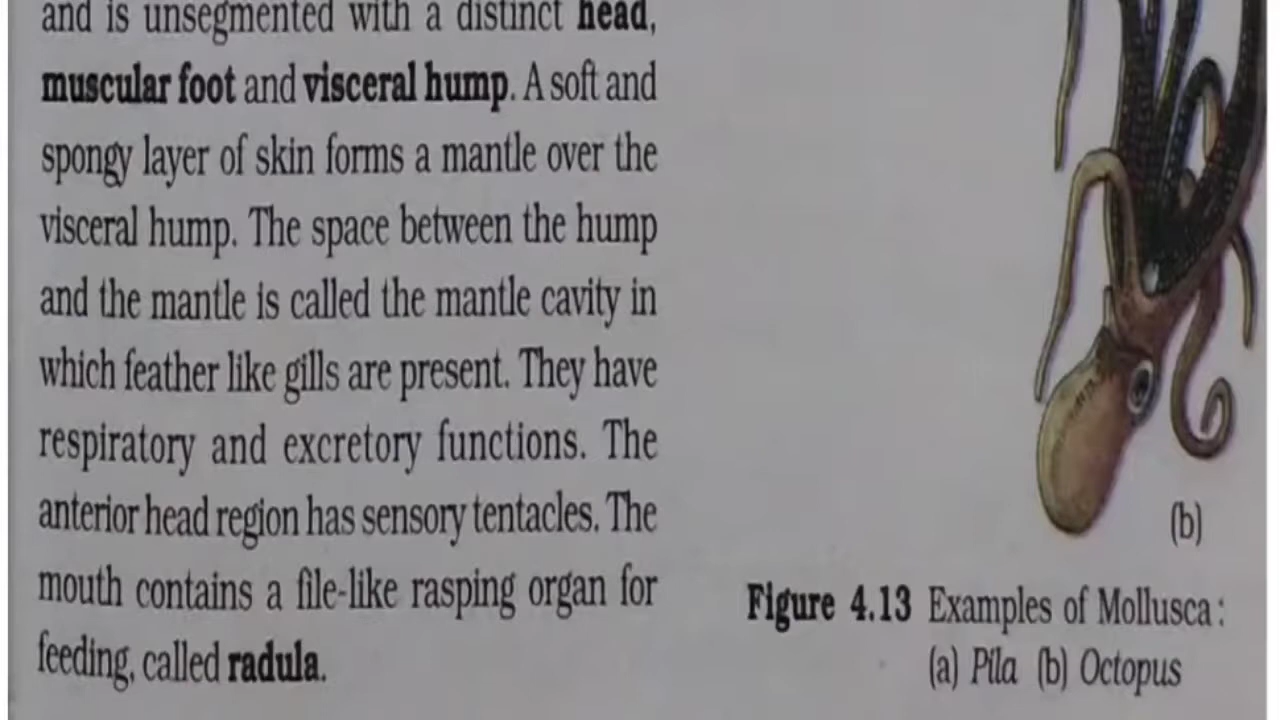 and is unsegmented with a distinct head,
muscular foot and visceral hump. A soft and
spongy layer of skin forms a mantle over the
visceral hump. The space between the hump
and the mantle is called the mantle cavity in
which feather like gills are present. They have
respiratory and excretory functions. The
anterior head region has sensory tentacles. The
mouth contains a file-like rasping organ for
feeding, called radula.
(b)
Figure 4.13 Examples of Mollusca :
(a) Pila (b) Octopus